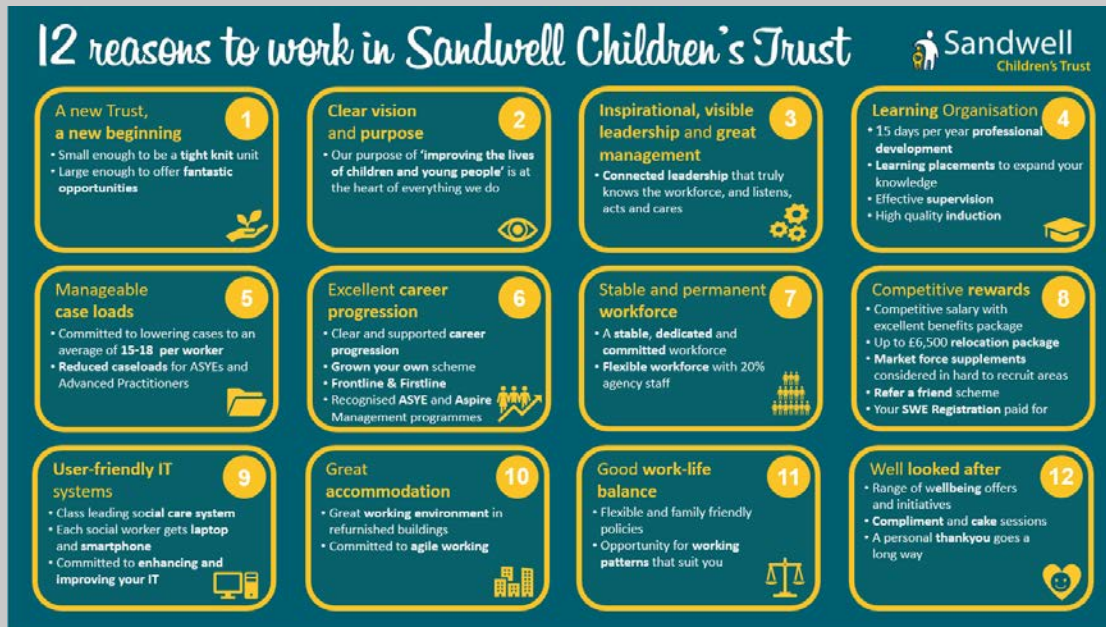 12 reasons to work in Sandwell Children's Trust
Sandwell
Children's Trust
A new Trust,
a new beginning
1
• Small enough to be a tight knit unit
• Large enough to offer fantastic
opportunities
Clear vision
and purpose
2
• Our purpose of 'improving the lives
of children and young people' is at
the heart of everything we do
Inspirational, visible
leadership and great
management
3
• Connected leadership that truly
knows the workforce, and listens,
acts and cares
Learning Organisation
4
• 15 days per year professional
development
• Learning placements to expand your
knowledge
• Effective supervision
• High quality induction
Manageable
case loads
5
• Committed to lowering cases to an
average of 15-18 per worker
• Reduced caseloads for ASYEs and
Advanced Practitioners
Excellent career
progression
6
• Clear and supported career
progression
• Grown your own scheme
• Frontline & Firstline
• Recognised ASYE and Aspire
Management programmes
Stable and permanent
workforce
7
• A stable, dedicated and
committed workforce
• Flexible workforce with 20%
agency staff
Competitive rewards
8
• Competitive salary with
excellent benefits package
• Up to £6,500 relocation package
• Market force supplements
considered in hard to recruit areas
• Refer a friend scheme
• Your SWE Registration paid for
User-friendly IT
systems
9
• Class leading social care system
• Each social worker gets laptop
and smartphone
• Committed to enhancing and
improving your IT
Great
accommodation
10
• Great working environment in
refurnished buildings
• Committed to agile working
Good work-life
balance
11
• Flexible and family friendly
policies
• Opportunity for working
patterns that suit you
Well looked after
12
• Range of wellbeing offers
and initiatives
• Compliment and cake sessions
• A personal thankyou goes a
long way